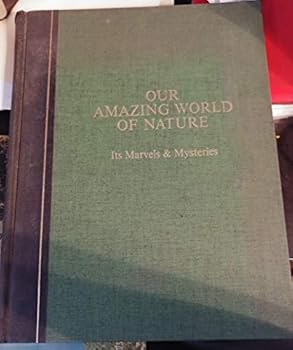 OUR
AMAZING WORLD
OF NATURE
Its Marvels & Mysteries